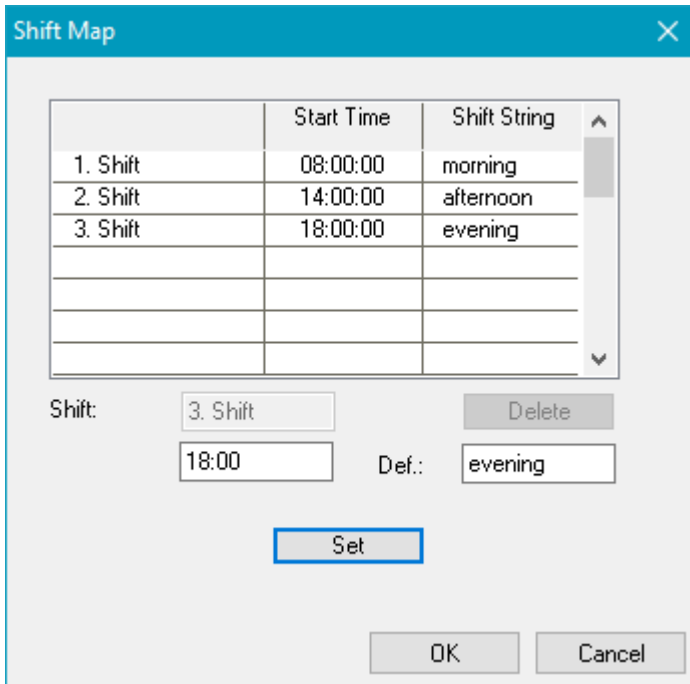 Shift Map
Start Time Shift String
1. Shift 08:00:00 morning
2. Shift 14:00:00 afternoon
3. Shift 18:00:00 evening
Shift: 3. Shift Delete
18:00 Def.: evening
Set
OK Cancel